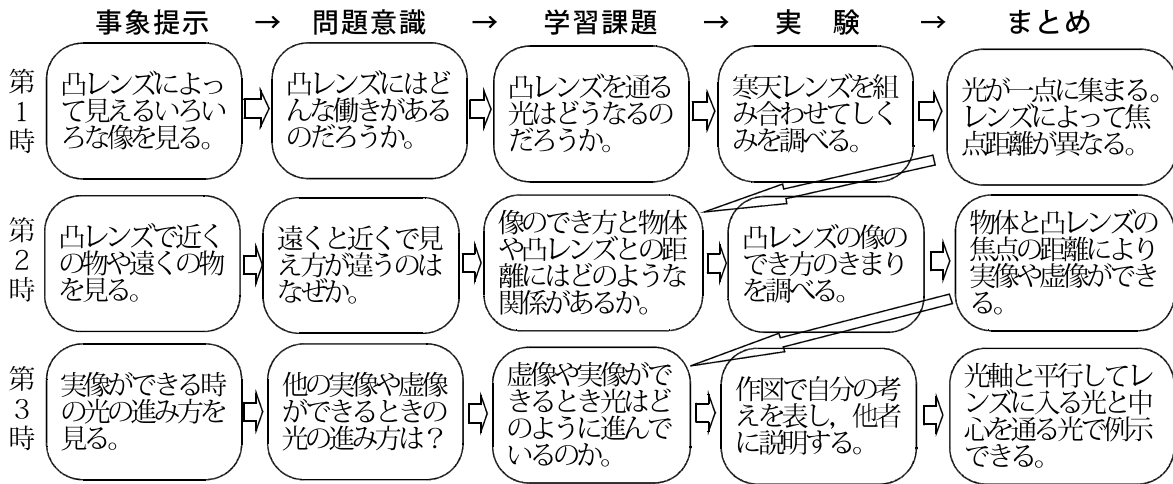 事象提示 → 問題意識 → 学習課題 → 実 験 → まとめ
第1時
凸レンズによっ
て見えるいろい
ろな像を見る。
凸レンズにはど
んな働きがある
のだろうか。
凸レンズを通る
光はどうなるの
だろうか。
寒天レンズを組
み合わせてしく
みを調べる。
光が一点に集まる。
レンズによって焦
点距離が異なる。
第2時
凸レンズで近く
の物や遠くの物
を見る。
遠くと近くで見
え方が違うのは
なぜか。
像のでき方と物体
や凸レンズとの距
離にはどのような
関係があるか。
凸レンズの像の
でき方のきまり
を調べる。
物体と凸レンズの
焦点の距離により
実像や虚像ができ
る。
第3時
実像ができる時
の光の進み方を
見る。
他の実像や虚像
ができるときの
光の進み方は？
虚像や実像がで
きるとき光はど
のように進んで
いるのか。
作図で自分の考
えを表し，他者
に説明する。
光軸と平行してレ
ンズに入る光と中
心を通る光で例示
できる。